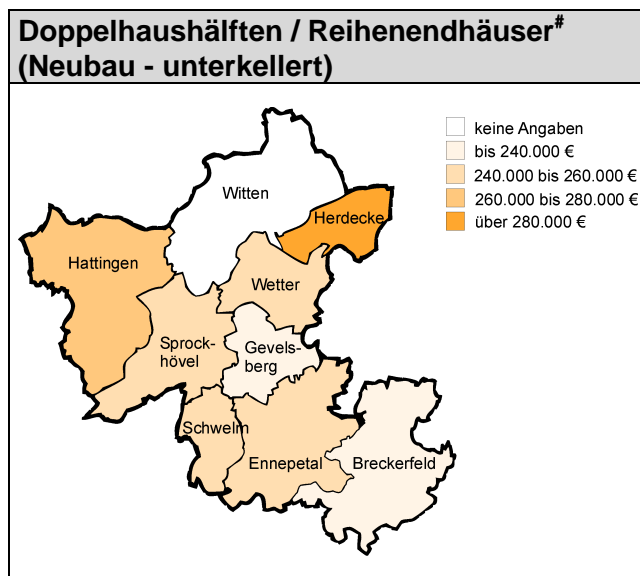 Doppelhaushälften / Reihenendhäuser#
(Neubau - unterkellert)
keine Angaben
bis 240.000 €
240.000 bis 260.000 €
260.000 bis 280.000 €
über 280.000 €
Witten
Herdecke
Hattingen
Wetter
Sprock-
hövel
Gevels-
berg
Schwelm
Ennepetal
Breckerfeld